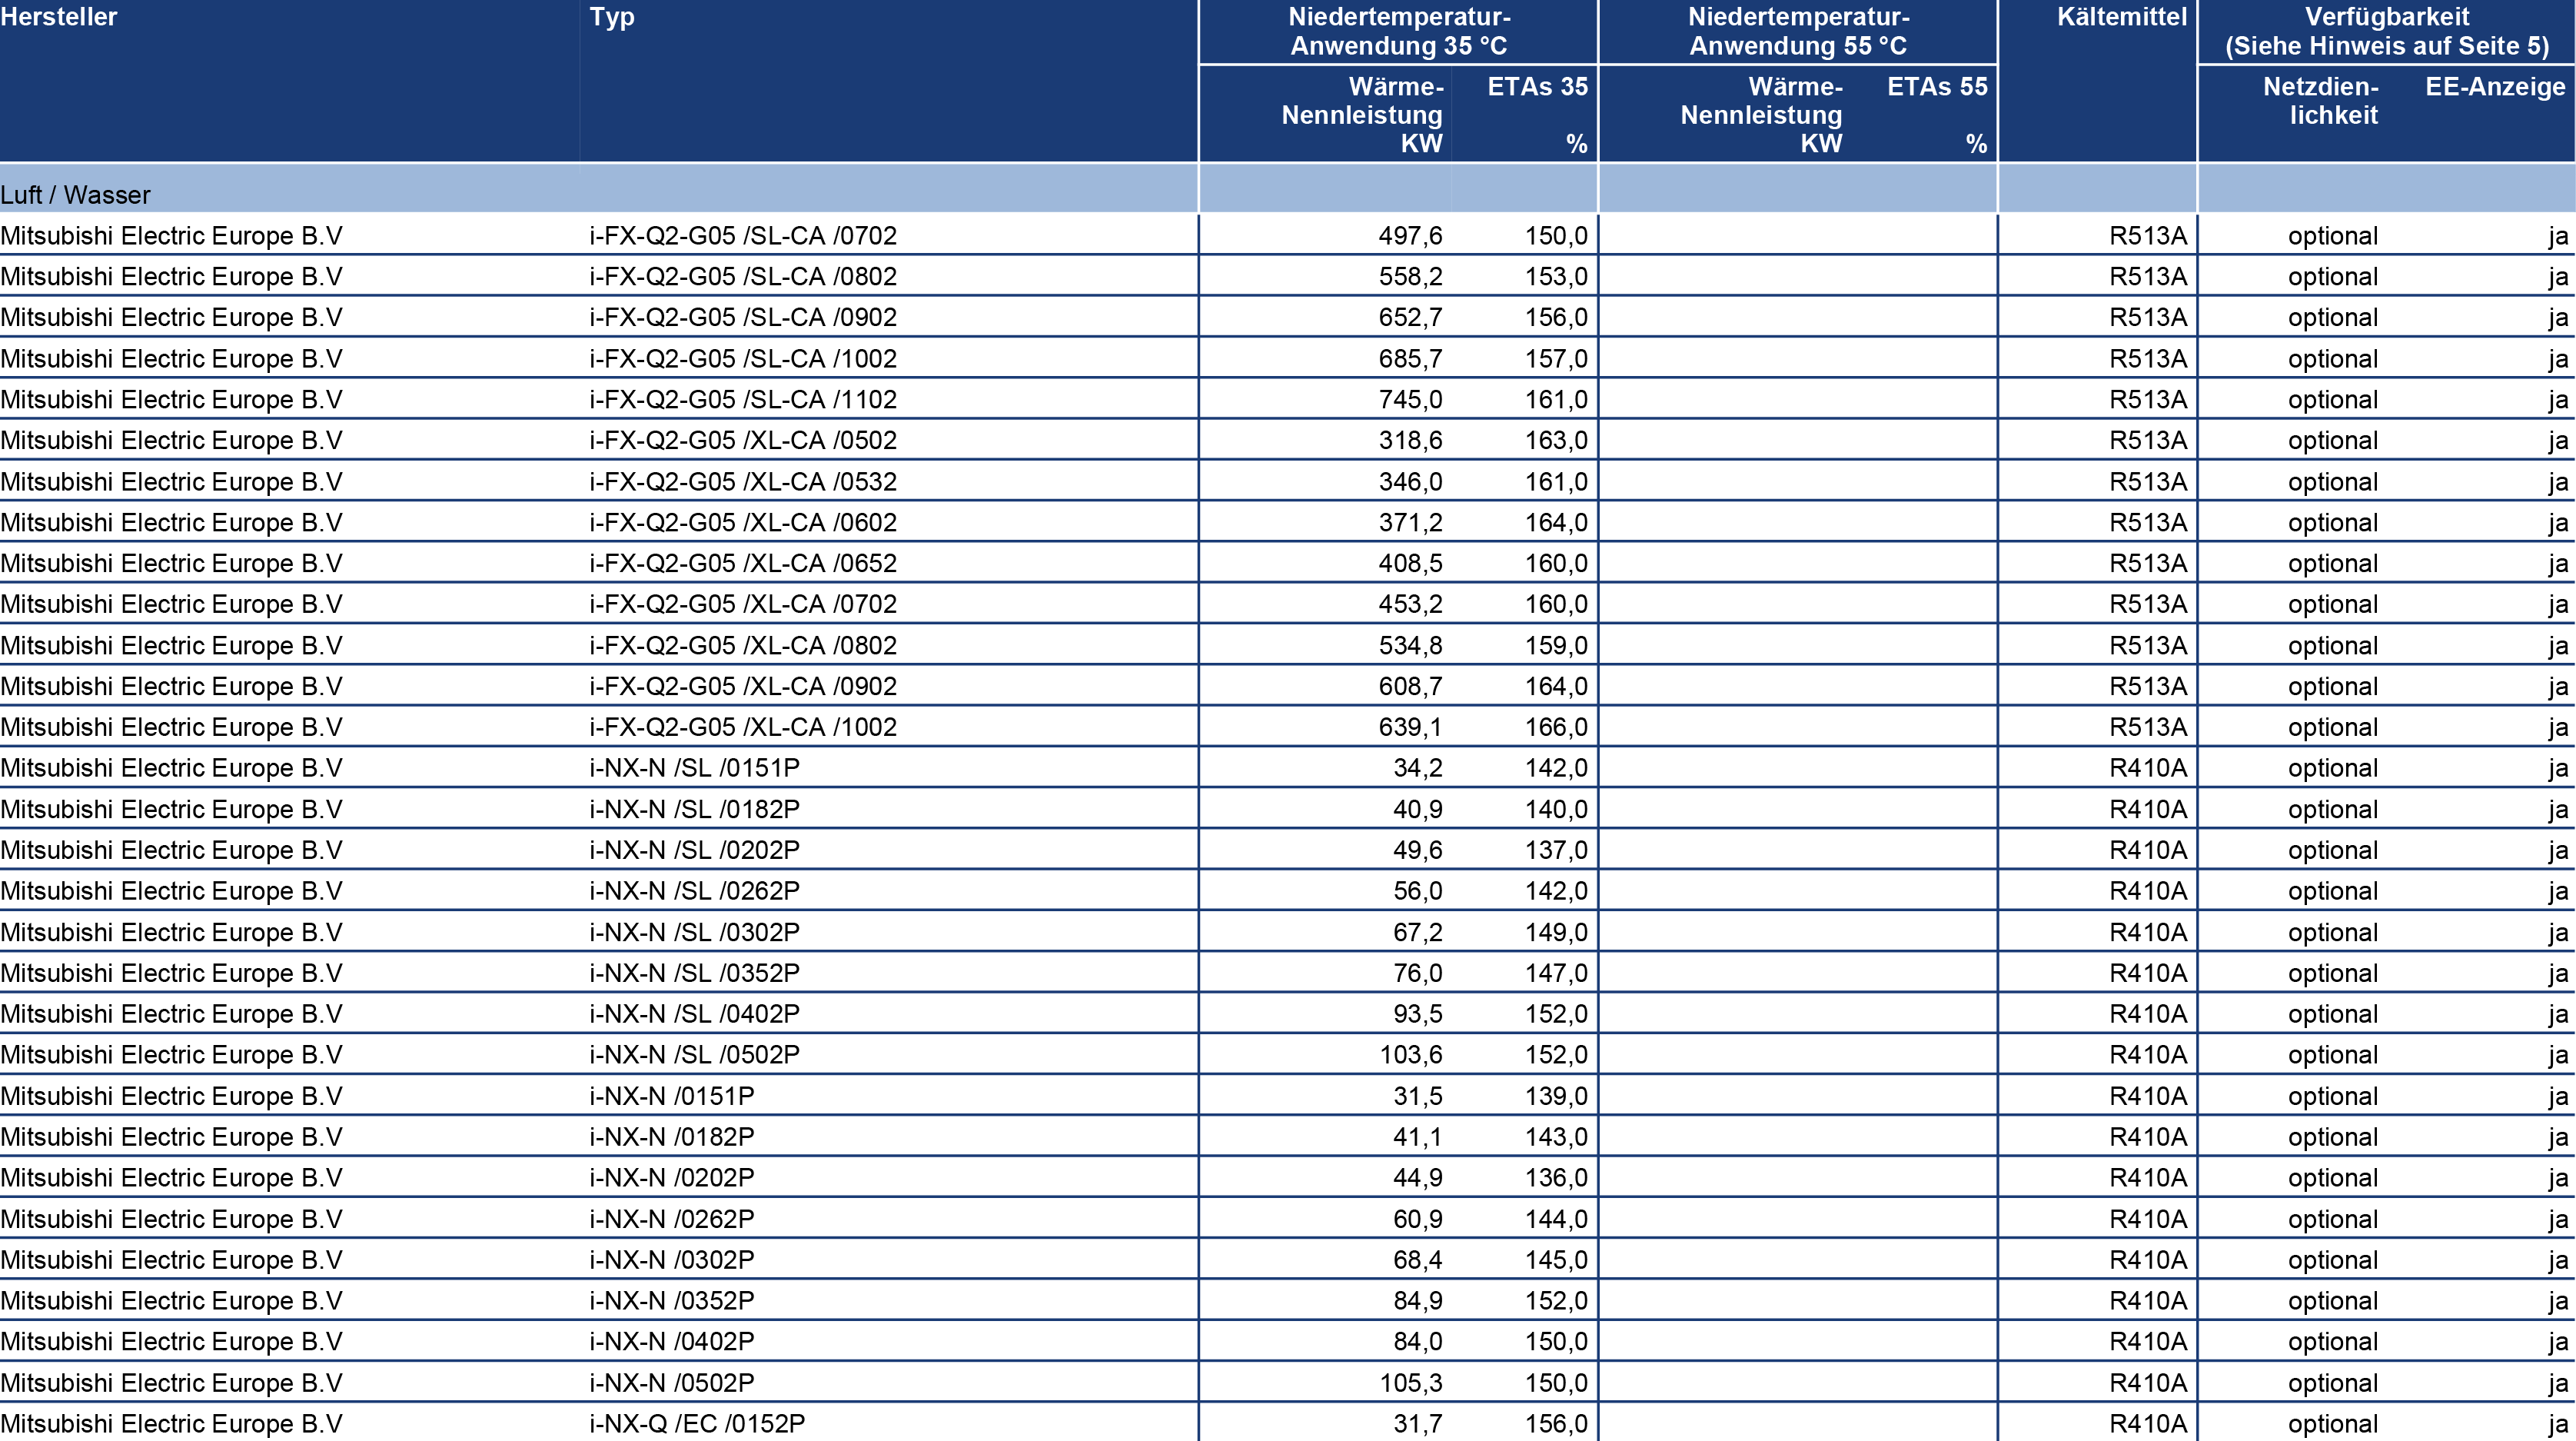 Hersteller Typ Niedertemperatur- Niedertemperatur- Kältemittel Verfügbarkeit
Anwendung 35 °C Anwendung 55 °C (Siehe Hinweis auf Seite 5)
Wärme- ETAs 35 Wärme- ETAs 55 Netzdien- EE-Anzeige
Nennleistung Nennleistung lichkeit
KW % KW %
Luft / Wasser
Mitsubishi Electric Europe B.V i-FX-Q2-G05 /SL-CA /0702 497,6 150,0 R513A optional ja
Mitsubishi Electric Europe B.V i-FX-Q2-G05 /SL-CA /0802 558,2 153,0 R513A optional ja
Mitsubishi Electric Europe B.V i-FX-Q2-G05 /SL-CA /0902 652,7 156,0 R513A optional ja
Mitsubishi Electric Europe B.V i-FX-Q2-G05 /SL-CA /1002 685,7 157,0 R513A optional ja
Mitsubishi Electric Europe B.V i-FX-Q2-G05 /SL-CA /1102 745,0 161,0 R513A optional ja
Mitsubishi Electric Europe B.V i-FX-Q2-G05 /XL-CA /0502 318,6 163,0 R513A optional ja
Mitsubishi Electric Europe B.V i-FX-Q2-G05 /XL-CA /0532 346,0 161,0 R513A optional ja
Mitsubishi Electric Europe B.V i-FX-Q2-G05 /XL-CA /0602 371,2 164,0 R513A optional ja
Mitsubishi Electric Europe B.V i-FX-Q2-G05 /XL-CA /0652 408,5 160,0 R513A optional ja
Mitsubishi Electric Europe B.V i-FX-Q2-G05 /XL-CA /0702 453,2 160,0 R513A optional ja
Mitsubishi Electric Europe B.V i-FX-Q2-G05 /XL-CA /0802 534,8 159,0 R513A optional ja
Mitsubishi Electric Europe B.V i-FX-Q2-G05 /XL-CA /0902 608,7 164,0 R513A optional ja
Mitsubishi Electric Europe B.V i-FX-Q2-G05 /XL-CA /1002 639,1 166,0 R513A optional ja
Mitsubishi Electric Europe B.V i-NX-N /SL /0151P 34,2 142,0 R410A optional ja
Mitsubishi Electric Europe B.V i-NX-N /SL /0182P 40,9 140,0 R410A optional ja
Mitsubishi Electric Europe B.V i-NX-N /SL /0202P 49,6 137,0 R410A optional ja
Mitsubishi Electric Europe B.V i-NX-N /SL /0262P 56,0 142,0 R410A optional ja
Mitsubishi Electric Europe B.V i-NX-N /SL /0302P 67,2 149,0 R410A optional ja
Mitsubishi Electric Europe B.V i-NX-N /SL /0352P 76,0 147,0 R410A optional ja
Mitsubishi Electric Europe B.V i-NX-N /SL /0402P 93,5 152,0 R410A optional ja
Mitsubishi Electric Europe B.V i-NX-N /SL /0502P 103,6 152,0 R410A optional ja
Mitsubishi Electric Europe B.V i-NX-N /0151P 31,5 139,0 R410A optional ja
Mitsubishi Electric Europe B.V i-NX-N /0182P 41,1 143,0 R410A optional ja
Mitsubishi Electric Europe B.V i-NX-N /0202P 44,9 136,0 R410A optional ja
Mitsubishi Electric Europe B.V i-NX-N /0262P 60,9 144,0 R410A optional ja
Mitsubishi Electric Europe B.V i-NX-N /0302P 68,4 145,0 R410A optional ja
Mitsubishi Electric Europe B.V i-NX-N /0352P 84,9 152,0 R410A optional ja
Mitsubishi Electric Europe B.V i-NX-N /0402P 84,0 150,0 R410A optional ja
Mitsubishi Electric Europe B.V i-NX-N /0502P 105,3 150,0 R410A optional ja
Mitsubishi Electric Europe B.V i-NX-Q /EC /0152P 31,7 156,0 R410A optional ja